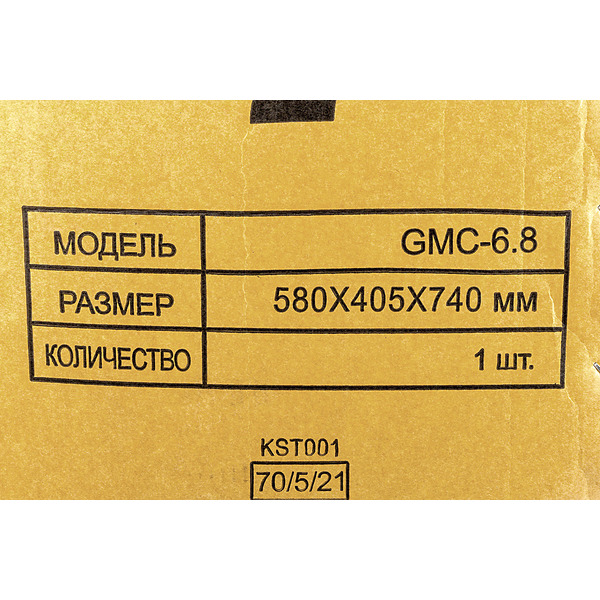 МОДЕЛЬ GMC-6.8
РАЗМЕР 580X405X740 мм
КОЛИЧЕСТВО 1 шт.
KST001
70/5/21